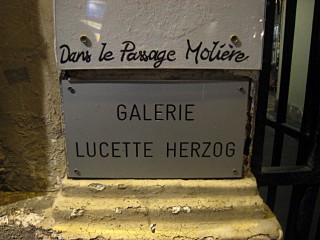 Dans le Passage Molière
GALERIE
LUCETTE HERZOG